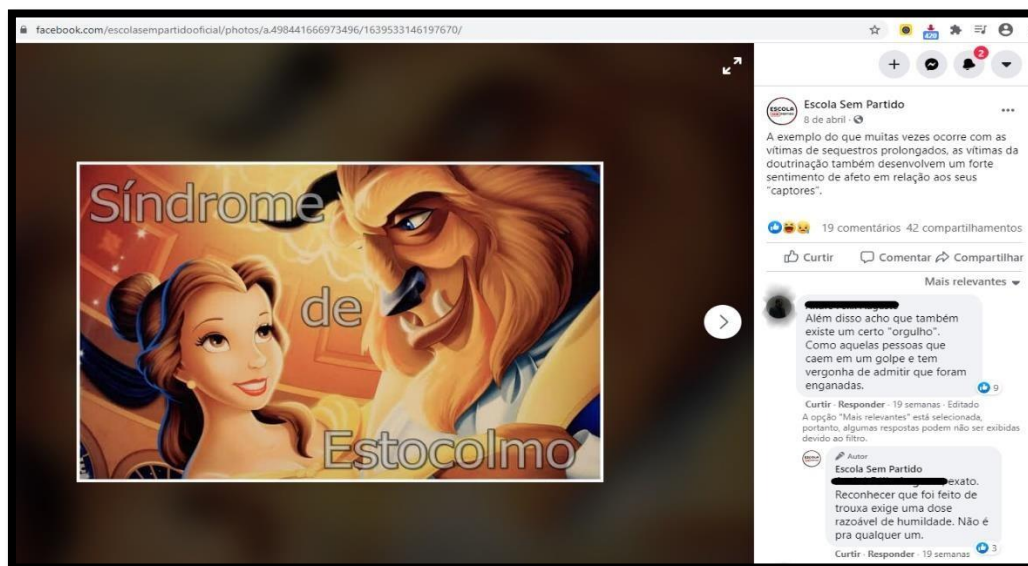 facebook.com/escolasempartidooficial/photos/a.498441666973496/1639533146197670/
420
2
Síndrome
de
Estocolmo
ESCOLA
Escola Sem Partido
8 de abril ·
A exemplo do que muitas vezes ocorre com as
vítimas de sequestros prolongados, as vítimas da
doutrinação também desenvolvem um forte
sentimento de afeto em relação aos seus
"captores".
19 comentários 42 compartilhamentos
Curtir Comentar Compartilhar
Mais relevantes
Além disso acho que também
existe um certo "orgulho".
Como aquelas pessoas que
caem em um golpe e tem
vergonha de admitir que foram
enganadas.
9
Curtir · Responder · 19 semanas · Editado
A opção "Mais relevantes" está selecionada,
portanto, algumas respostas podem não ser exibidas
devido ao filtro.
Autor
Escola Sem Partido
exato.
Reconhecer que foi feito de
trouxa exige uma dose
razoável de humildade. Não é
pra qualquer um.
3
Curtir · Responder · 19 semanas